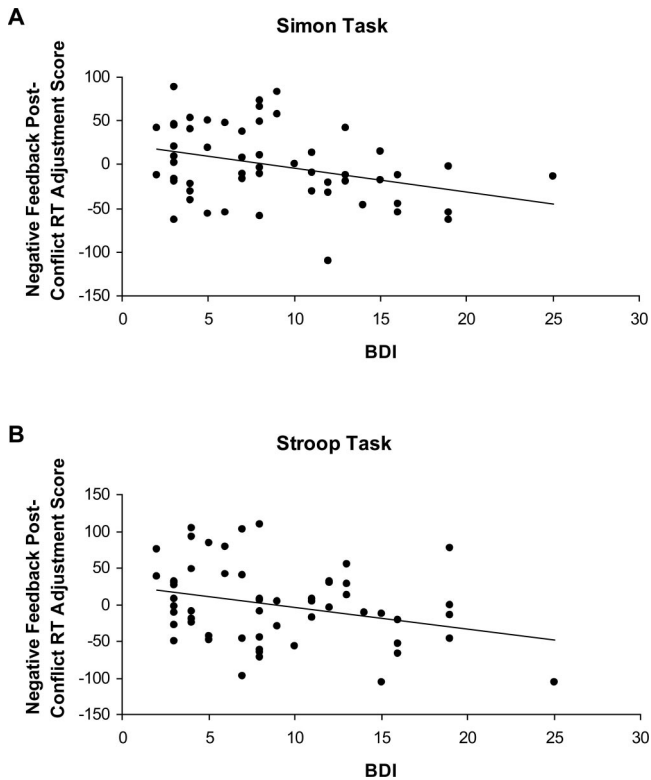 A
Simon Task
Negative Feedback Post-
Conflict RT Adjustment Score
100
50
0
-50
-100
-150
0 5 10 15 20 25 30
BDI
B
Stroop Task
Negative Feedback Post-
Conflict RT Adjustment Score
150
100
50
0
-50
-100
-150
0 5 10 15 20 25 30
BDI